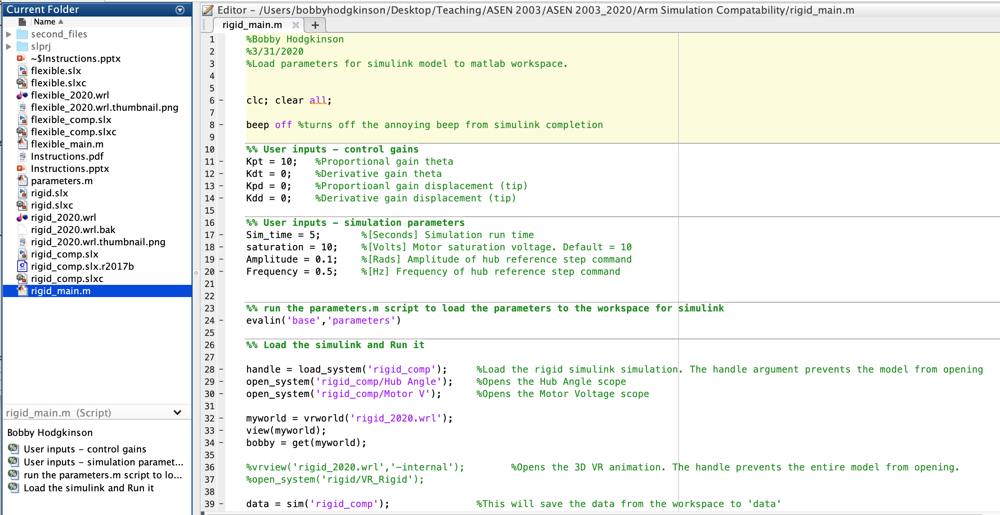 Current Folder
Name
second_files
slprj
~$Instructions.pptx
flexible.slx
flexible.slxc
flexible_2020.wrl
flexible_2020.wrl.thumbnail.png
flexible_comp.slx
flexible_comp.slxc
flexible_main.m
Instructions.pdf
Instructions.pptx
parameters.m
rigid.slx
rigid.slxc
rigid_2020.wrl
rigid_2020.wrl.bak
rigid_2020.wrl.thumbnail.png
rigid_comp.slx
rigid_comp.slx.r2017b
rigid_comp.slxc
rigid_main.m
rigid_main.m (Script)
Bobby Hodgkinson
User inputs – control gains
User inputs – simulation paramet...
run the parameters.m script to lo...
Load the simulink and Run it
Editor – /Users/bobbyhodgkinson/Desktop/Teaching/ASEN 2003/ASEN 2003_2020/Arm Simulation Compatability/rigid_main.m
rigid_main.m
1 %Bobby Hodgkinson
2 %3/31/2020
3 %Load parameters for simulink model to matlab workspace.
4
5
6 – clc; clear all;
7
8 – beep off %turns off the annoying beep from simulink completion
9
10 %% User inputs – control gains
11 – Kpt = 10; %Proportional gain theta
12 – Kdt = 0; %Derivative gain theta
13 – Kpd = 0; %Proportioanl gain displacement (tip)
14 – Kdd = 0; %Derivative gain displacement (tip)
15
16 %% User inputs – simulation parameters
17 – Sim_time = 5; %[Seconds] Simulation run time
18 – saturation = 10; %[Volts] Motor saturation voltage. Default = 10
19 – Amplitude = 0.1; %[Rads] Amplitude of hub reference step command
20 – Frequency = 0.5; %[Hz] Frequency of hub reference step command
21
22
23 %% run the parameters.m script to load the parameters to the workspace for simulink
24 – evalin('base','parameters')
25
26 %% Load the simulink and Run it
27
28 – handle = load_system('rigid_comp'); %Load the rigid simulink simulation. The handle argument prevents the model from opening
29 – open_system('rigid_comp/Hub Angle'); %Opens the Hub Angle scope
30 – open_system('rigid_comp/Motor V'); %Opens the Motor Voltage scope
31
32 – myworld = vrworld('rigid_2020.wrl');
33 – view(myworld);
34 – bobby = get(myworld);
35
36 %vrview('rigid_2020.wrl','-internal'); %Opens the 3D VR animation. The handle prevents the entire model from opening.
37 %open_system('rigid/VR_Rigid');
38
39 – data = sim('rigid_comp'); %This will save the data from the workspace to 'data'